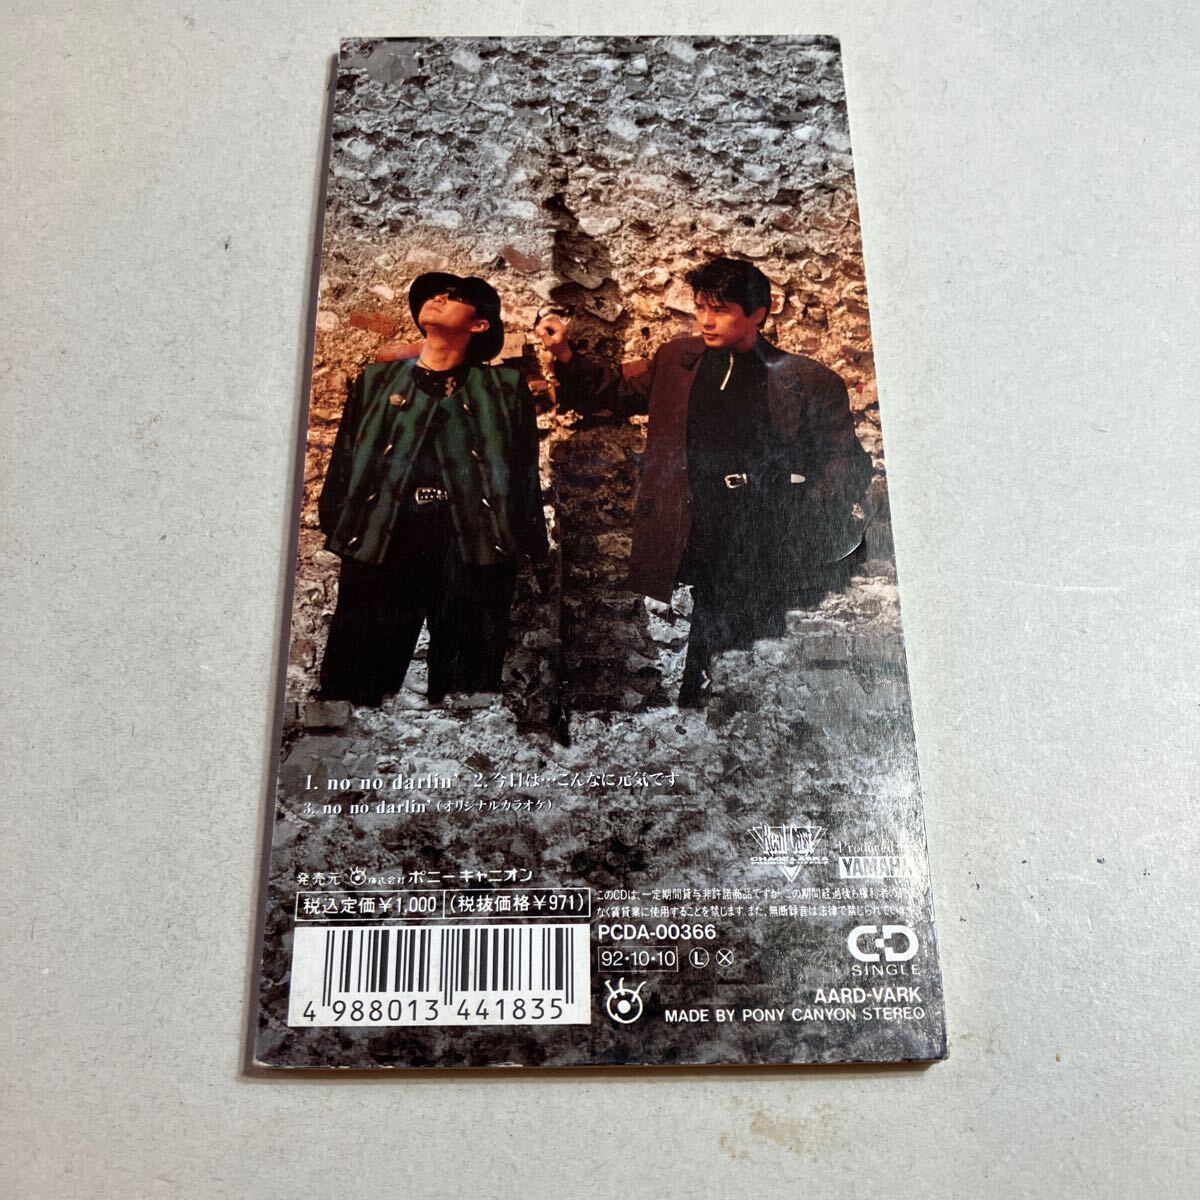 1. no no darlin' 2. 今日は…こんなに元気です
3. no no darlin' (オリジナルカラオケ)
Real Cast
CHAGE&ASKA
Produced
YAMAHA
発売元 株式会社 ポニーキャニオン
税込定価¥1,000 (税抜価格¥971)
このCDは、一定期間貸与非許諾商品ですが、この期間経過後も権利者の
なく賃貸業に使用することを禁じます。また、無断録音は法律で禁じられています。
PCDA-00366
92・10・10 Ⓛ Ⓧ
CD
SINGLE
AARD-VARK
MADE BY PONY CANYON STEREO
4 988013 441835